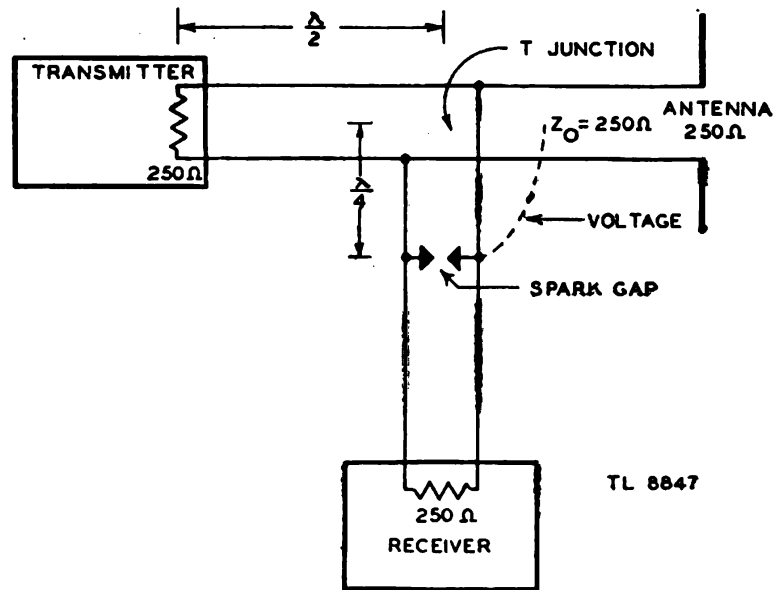 λ/2
T JUNCTION
TRANSMITTER
ANTENNA
250Ω
Z₀ = 250Ω
250Ω
λ/4
VOLTAGE
SPARK GAP
250 Ω
RECEIVER
TL 8847